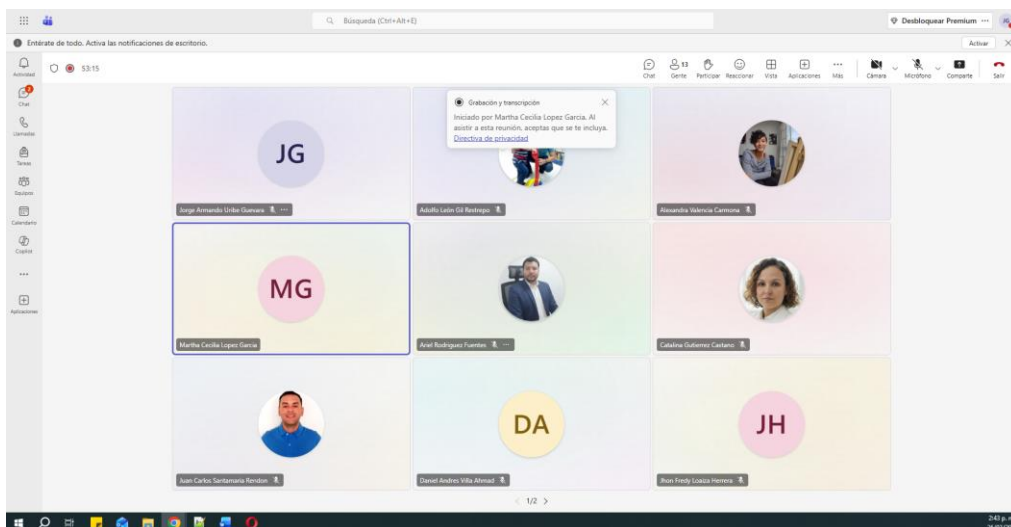 Búsqueda (Ctrl+Alt+E)
Desbloquear Premium ···
Entérate de todo. Activa las notificaciones de escritorio.
Activar
Actividad
Chat
Llamadas
Tareas
Equipos
Calendario
Copilot
Aplicaciones
53:15
Chat
13
Gente
Participar
Reaccionar
Vista
Aplicaciones
Más
Cámara
Micrófono
Comparte
Salir
Grabación y transcripción
Iniciado por Martha Cecilia Lopez Garcia. Al
asistir a esta reunión, aceptas que se te incluya.
Directiva de privacidad
JG
Jorge Armando Uribe Guevara
Adolfo León Gil Restrepo
Alexandra Valencia Carmona
MG
Martha Cecilia Lopez Garcia
Ariel Rodriguez Fuentes
Catalina Gutierrez Castano
Juan Carlos Santamaria Rendon
DA
Daniel Andres Villa Ahmad
JH
Jhon Fredy Loaiza Herrera
1/2
2:43 p.